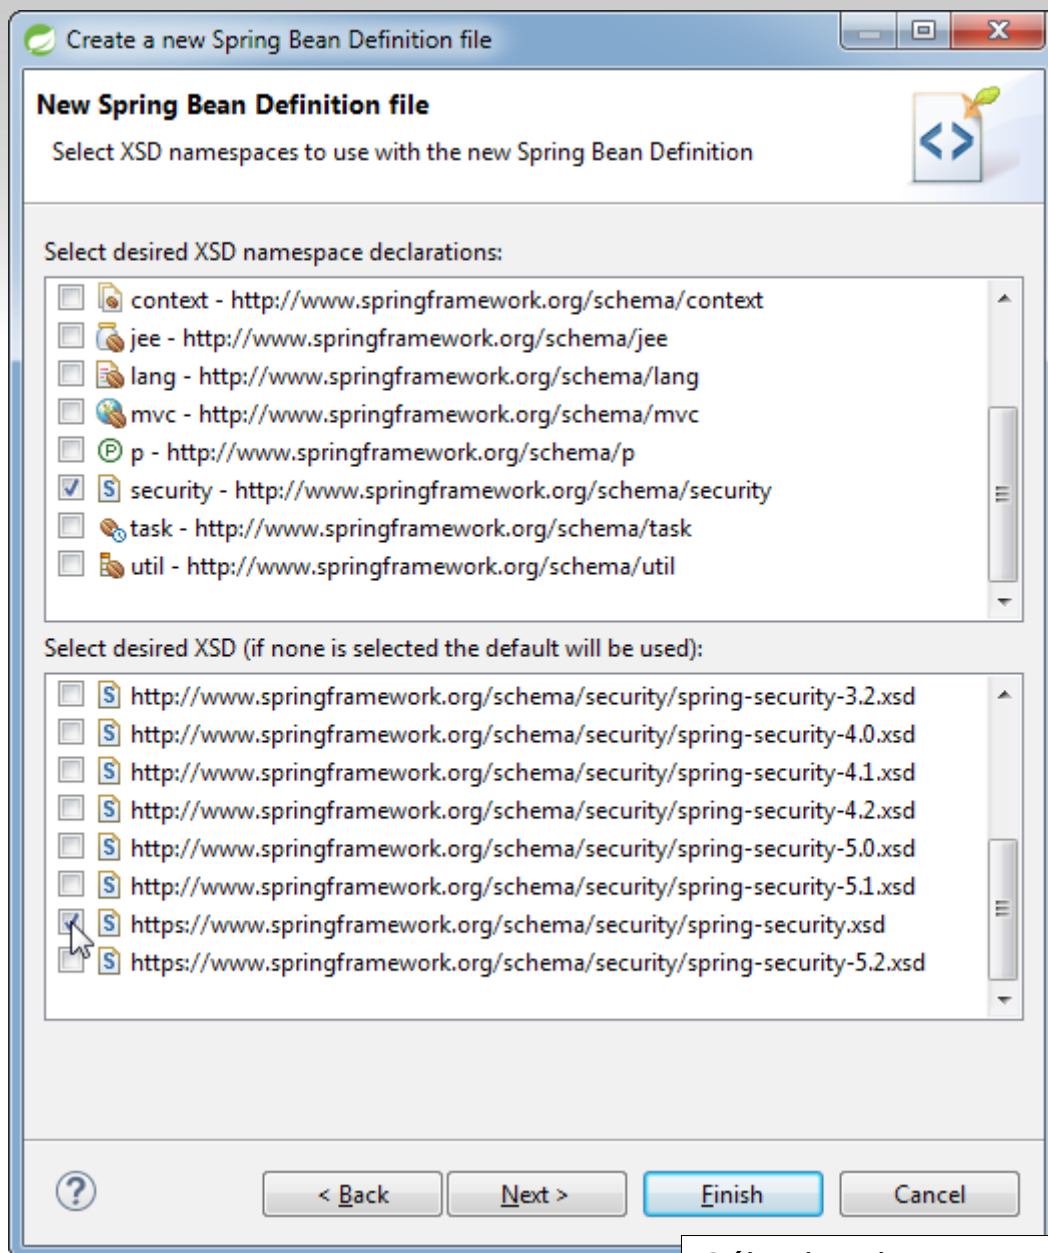 Create a new Spring Bean Definition file
New Spring Bean Definition file
Select XSD namespaces to use with the new Spring Bean Definition
Select desired XSD namespace declarations:
context - http://www.springframework.org/schema/context
jee - http://www.springframework.org/schema/jee
lang - http://www.springframework.org/schema/lang
mvc - http://www.springframework.org/schema/mvc
p - http://www.springframework.org/schema/p
security - http://www.springframework.org/schema/security
task - http://www.springframework.org/schema/task
util - http://www.springframework.org/schema/util
Select desired XSD (if none is selected the default will be used):
http://www.springframework.org/schema/security/spring-security-3.2.xsd
http://www.springframework.org/schema/security/spring-security-4.0.xsd
http://www.springframework.org/schema/security/spring-security-4.1.xsd
http://www.springframework.org/schema/security/spring-security-4.2.xsd
http://www.springframework.org/schema/security/spring-security-5.0.xsd
http://www.springframework.org/schema/security/spring-security-5.1.xsd
https://www.springframework.org/schema/security/spring-security.xsd
https://www.springframework.org/schema/security/spring-security-5.2.xsd
< Back Next > Finish Cancel